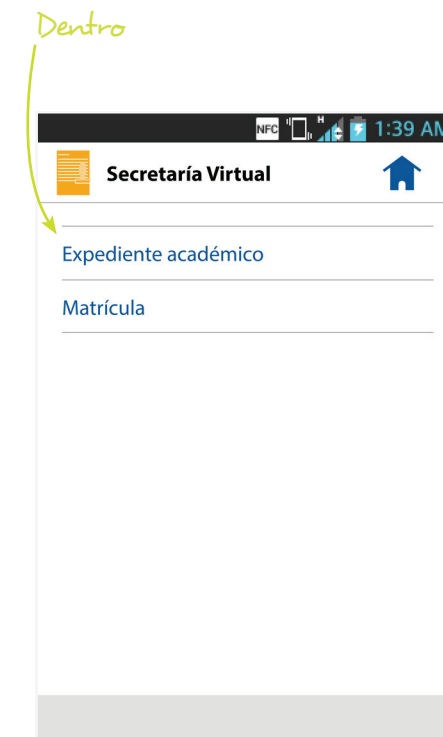 Dentro
NFC H 1:39 AM
Secretaría Virtual
Expediente académico
Matrícula